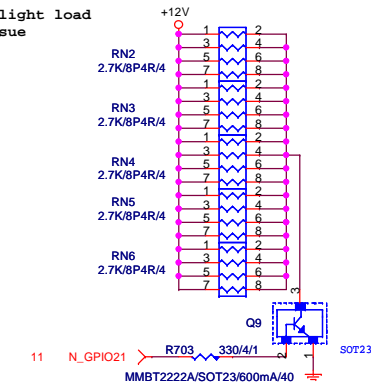 light load
sue
+12V
1 2
3 4
RN2
5 6
2.7K/8P4R/4
7 8
1 2
3 4
RN3
5 6
2.7K/8P4R/4
7 8
1 2
3 4
RN4
5 6
2.7K/8P4R/4
7 8
1 2
RN5
3 4
2.7K/8P4R/4
5 6
7 8
1 2
RN6
3 4
2.7K/8P4R/4
5 6
7 8
3
Q9
SOT23
R703 330/4/1
11 N_GPIO21
2 1
MMBT2222A/SOT23/600mA/40